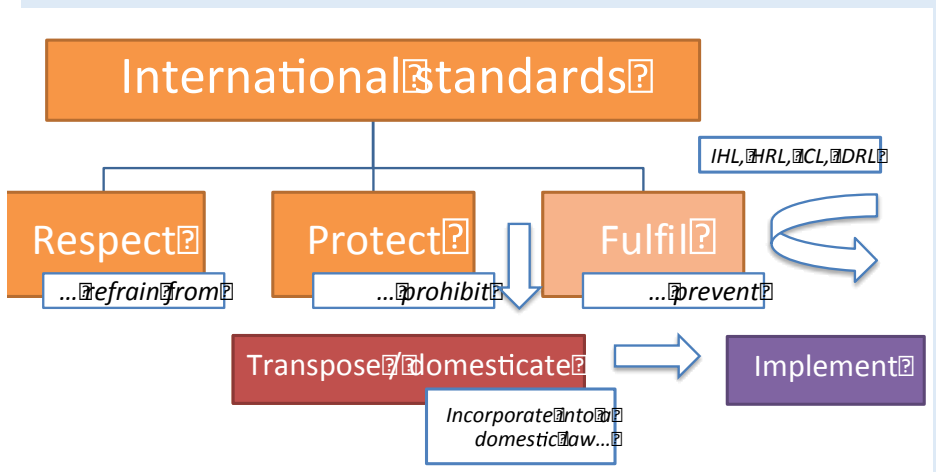 International standards
IHL, IHRL, ICL, IDRL
Respect
Protect
Fulfil
... refrain from
... prohibit
... prevent
Transpose / domesticate
Implement
Incorporate into a
domestic law...